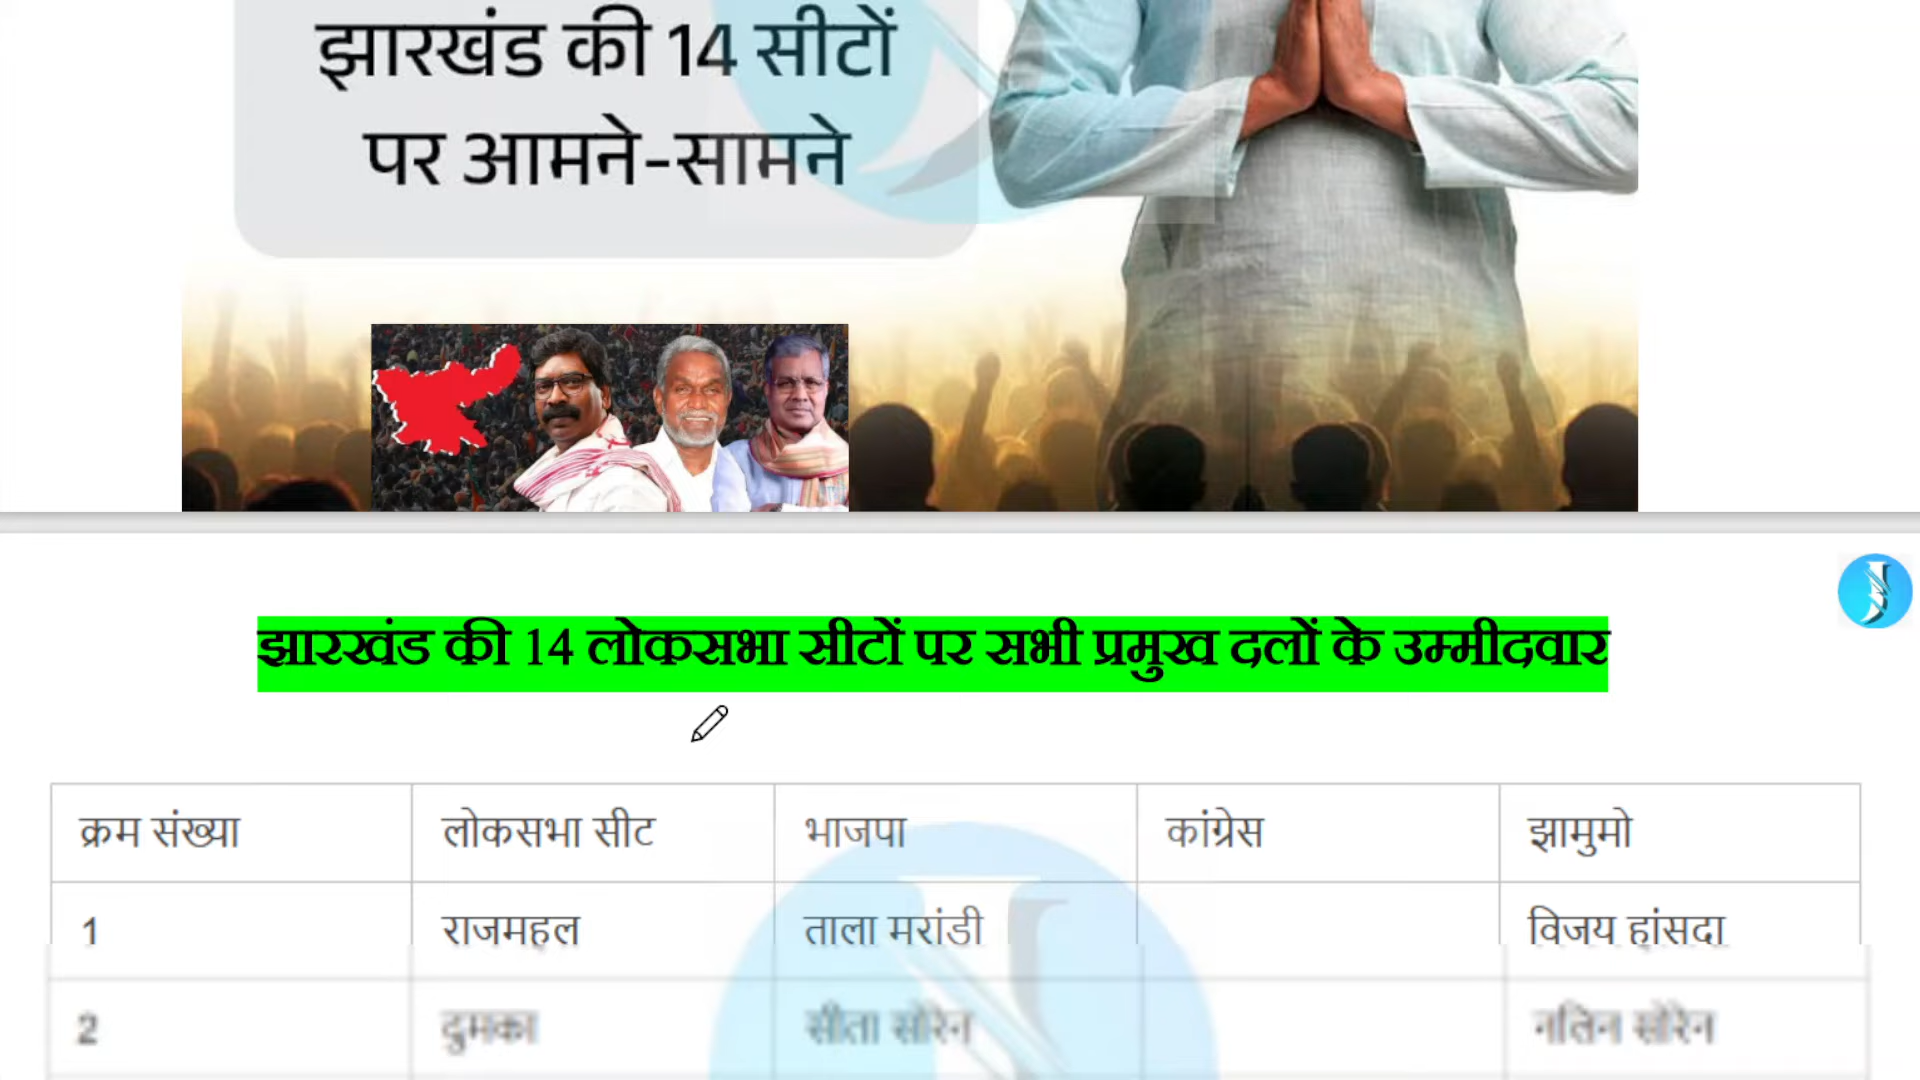 झारखंड की 14 सीटों
पर आमने-सामने
झारखंड की 14 लोकसभा सीटों पर सभी प्रमुख दलों के उम्मीदवार
क्रम संख्या लोकसभा सीट भाजपा कांग्रेस झामुमो
1 राजमहल ताला मरांडी विजय हांसदा
2 दुमका सीता सोरेन नलिन सोरेन